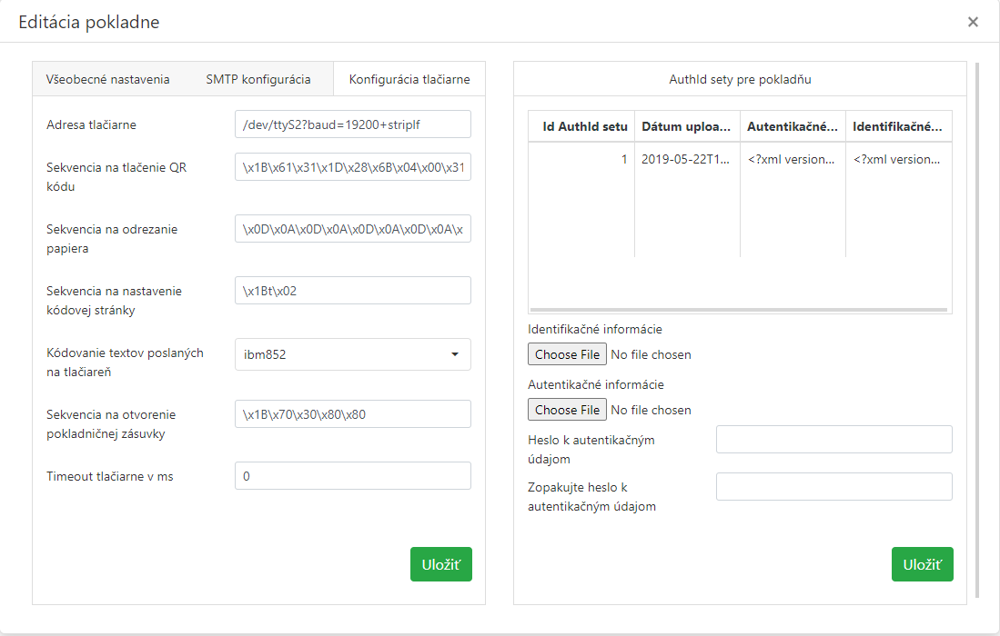 Editácia pokladne
×
Všeobecné nastavenia SMTP konfigurácia Konfigurácia tlačiarne
Adresa tlačiarne /dev/ttyS2?baud=19200+striplf
Sekvencia na tlačenie QR
kódu
\x1B\x61\x31\x1D\x28\x6B\x04\x00\x31
Sekvencia na odrezanie
papiera
\x0D\x0A\x0D\x0A\x0D\x0A\x0D\x0A\x
Sekvencia na nastavenie
kódovej stránky
\x1Bt\x02
Kódovanie textov poslaných
na tlačiareň
ibm852
Sekvencia na otvorenie
pokladničnej zásuvky
\x1B\x70\x30\x80\x80
Timeout tlačiarne v ms 0
Uložiť
AuthId sety pre pokladňu
Id AuthId setu Dátum uploa... Autentikačné... Identifikačné...
1 2019-05-22T1... <?xml version... <?xml version...
Identifikačné informácie
Choose File No file chosen
Autentikačné informácie
Choose File No file chosen
Heslo k autentikačným
údajom
Zopakujte heslo k
autentikačným údajom
Uložiť